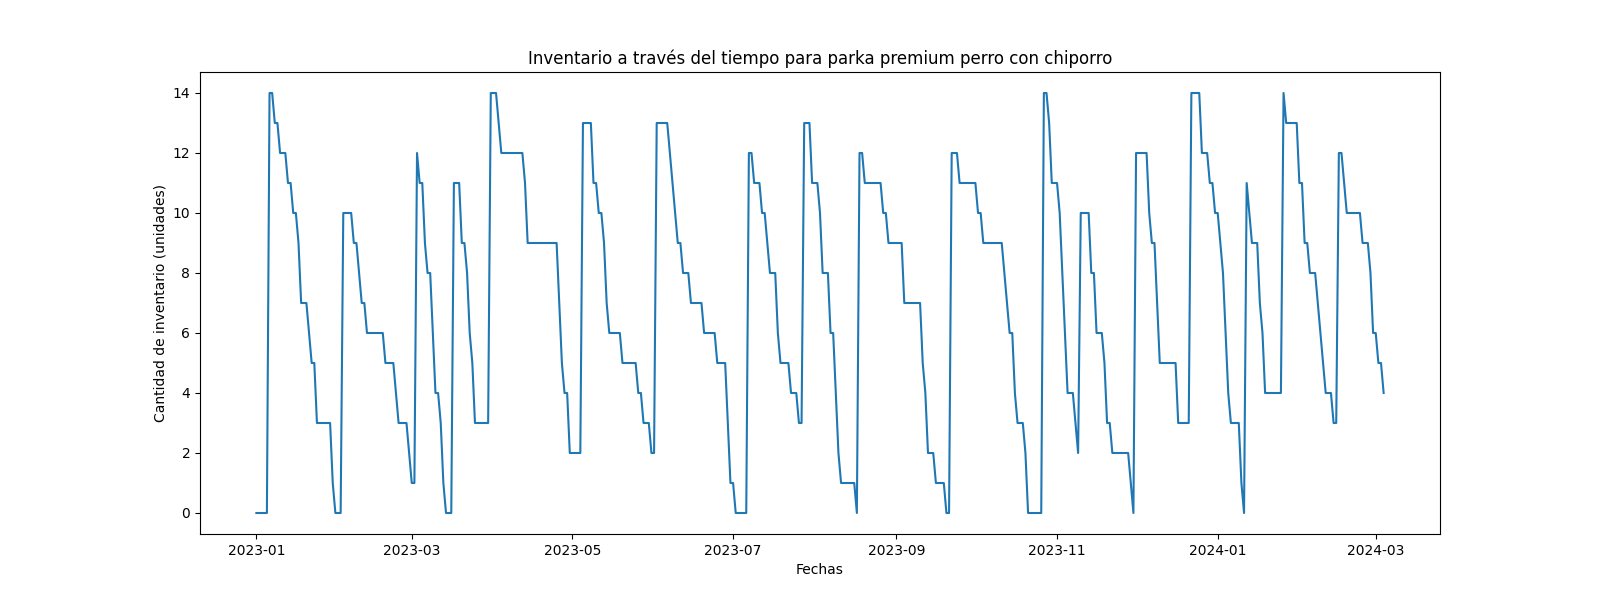 Inventario a través del tiempo para parka premium perro con chiporro
Cantidad de inventario (unidades)
14
12
10
8
6
4
2
0
2023-01 2023-03 2023-05 2023-07 2023-09 2023-11 2024-01 2024-03
Fechas